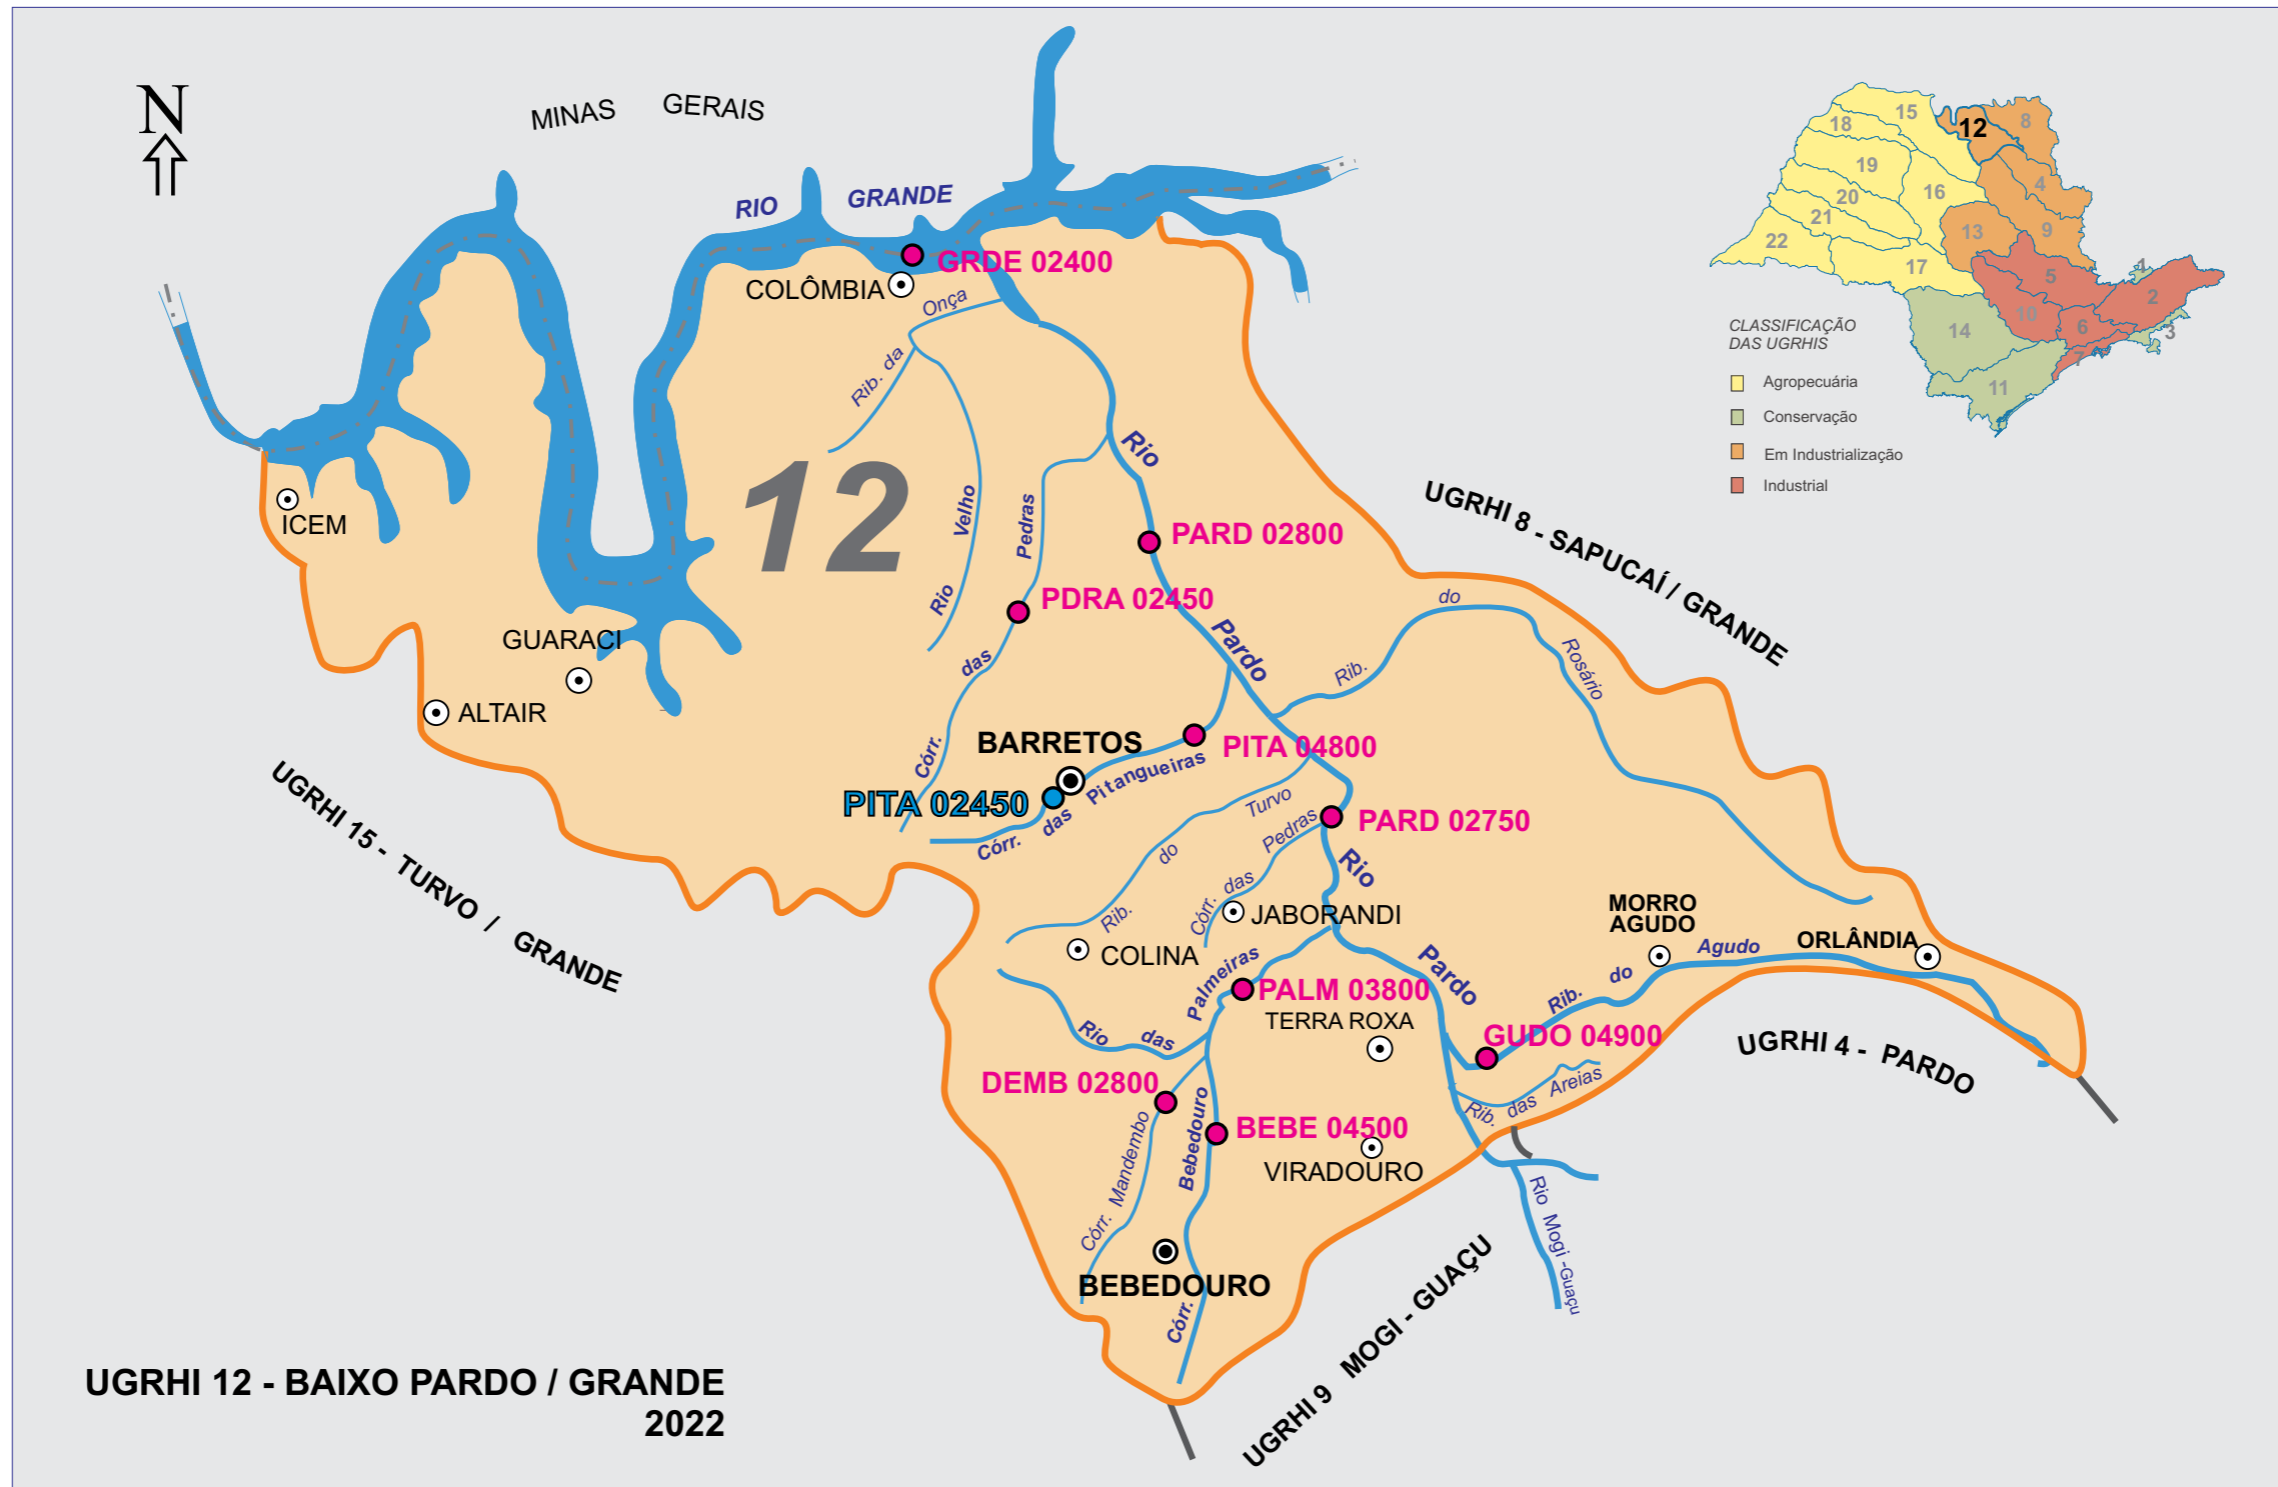 N
MINAS GERAIS
RIO GRANDE
GRDE 02400
COLÔMBIA
Rib. da Onça
15
18
12
8
19
4
16
20
21
9
22
13
17
5
1
2
10
6
3
14
7
11
CLASSIFICAÇÃO
DAS UGRHIS
Agropecuária
Conservação
Em Industrialização
Industrial
12
Rio Velho
Córr. das Pedras
Rio Pardo
ICEM
PARD 02800
PDRA 02450
UGRHI 8 - SAPUCAÍ / GRANDE
Rib. do Rosário
GUARACI
ALTAIR
BARRETOS
PITA 04800
PITA 02450
Córr. das Pitangueiras
UGRHI 15 - TURVO / GRANDE
Rib. do Turvo
Córr. das Pedras
PARD 02750
Rio Pardo
JABORANDI
COLINA
MORRO
AGUDO
ORLÂNDIA
Rib. do Agudo
Rio das Palmeiras
PALM 03800
TERRA ROXA
GUDO 04900
UGRHI 4 - PARDO
Rib. das Areias
DEMB 02800
BEBE 04500
VIRADOURO
Córr. Mandembo
Córr. Bebedouro
Rio Mogi -Guaçu
BEBEDOURO
UGRHI 9 MOGI - GUAÇU
UGRHI 12 - BAIXO PARDO / GRANDE
2022